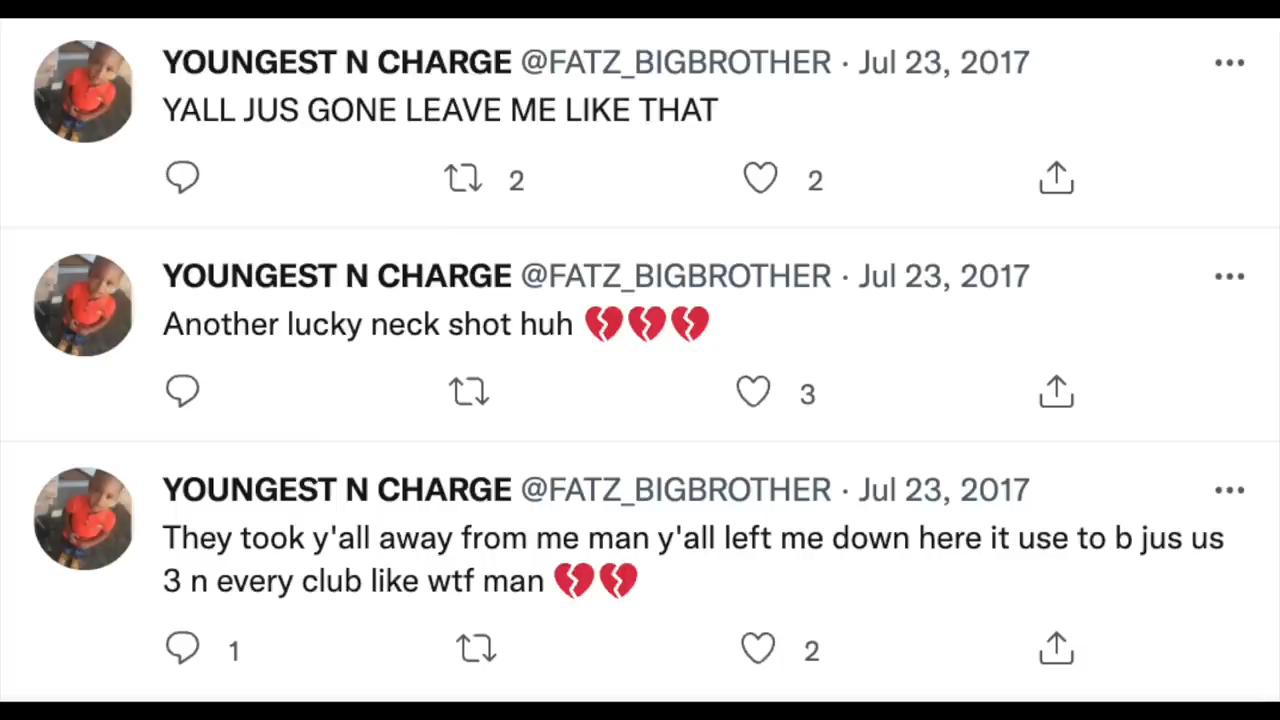 YOUNGEST N CHARGE @FATZ_BIGBROTHER · Jul 23, 2017
YALL JUS GONE LEAVE ME LIKE THAT
2 2
YOUNGEST N CHARGE @FATZ_BIGBROTHER · Jul 23, 2017
Another lucky neck shot huh 💔💔💔
3
YOUNGEST N CHARGE @FATZ_BIGBROTHER · Jul 23, 2017
They took y'all away from me man y'all left me down here it use to b jus us
3 n every club like wtf man 💔💔
1 2